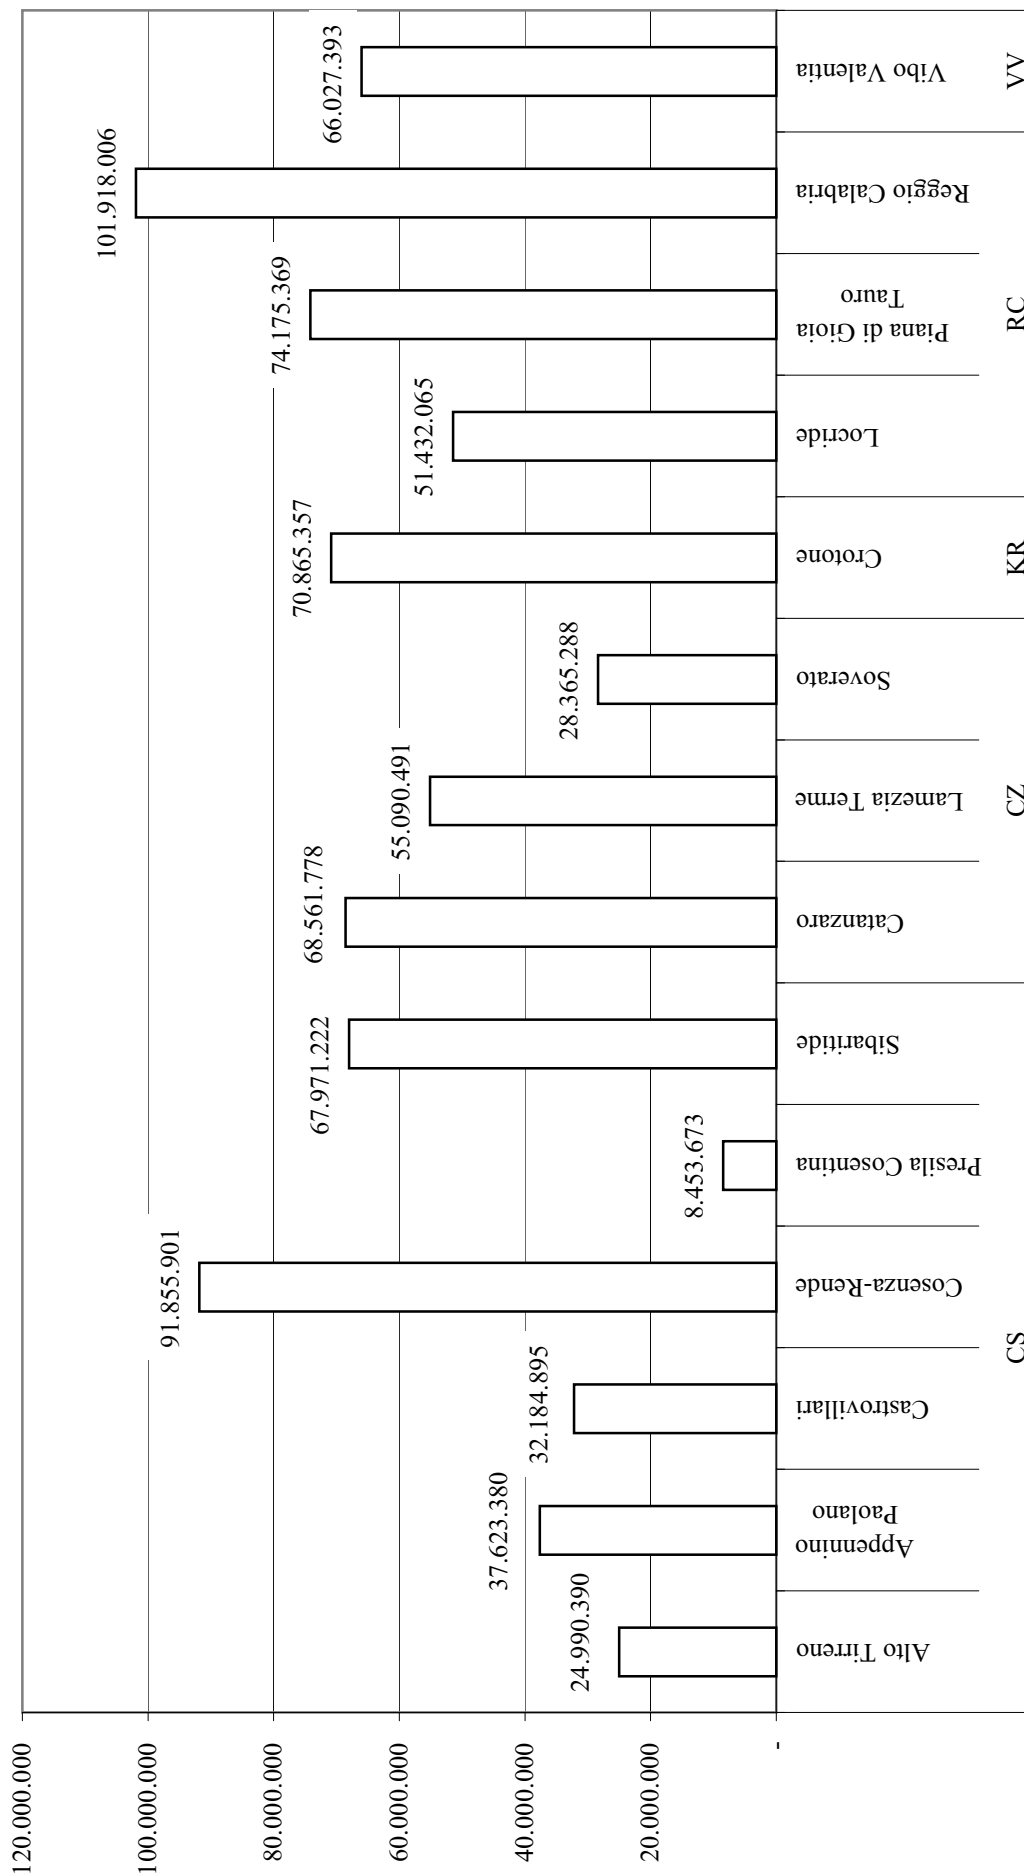 120.000.000
100.000.000
80.000.000
60.000.000
40.000.000
20.000.000
-
24.990.390
37.623.380
32.184.895
91.855.901
8.453.673
67.971.222
68.561.778
55.090.491
28.365.288
70.865.357
51.432.065
74.175.369
101.918.006
66.027.393
Alto Tirreno
Appennino
Paolano
Castrovillari
Cosenza-Rende
Presila Cosentina
Sibaritide
Catanzaro
Lamezia Terme
Soverato
Crotone
Locride
Piana di Gioia
Tauro
Reggio Calabria
Vibo Valentia
CS
CZ
KR
RC
VV